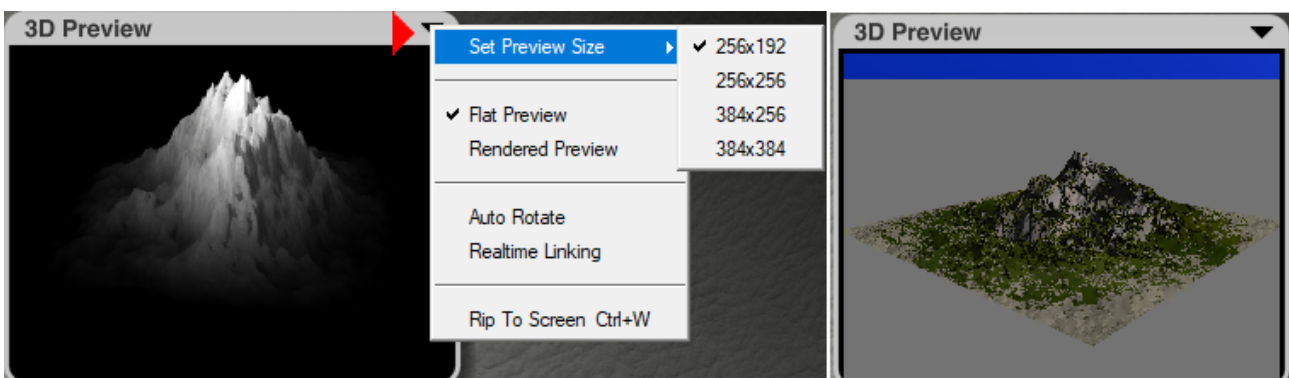 3D Preview
Set Preview Size
Flat Preview
Rendered Preview
Auto Rotate
Realtime Linking
Rip To Screen Ctrl+W
256x192
256x256
384x256
384x384
3D Preview